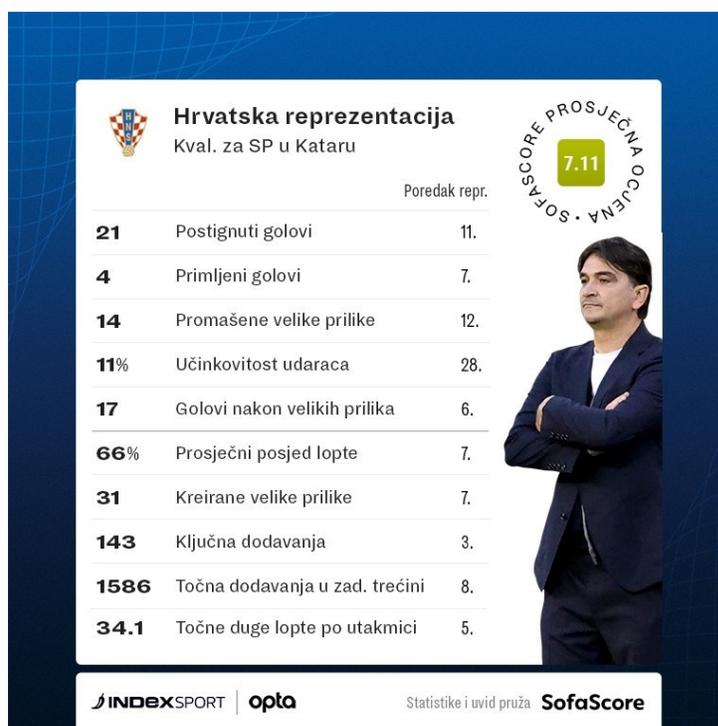 Hrvatska reprezentacija
Kval. za SP u Kataru
SOFASCORE PROSJEČNA OCJENA •
7.11
HNS
Poredak repr.
21 Postignuti golovi 11.
4 Primljeni golovi 7.
14 Promašene velike prilike 12.
11% Učinkovitost udaraca 28.
17 Golovi nakon velikih prilika 6.
66% Prosječni posjed lopte 7.
31 Kreirane velike prilike 7.
143 Ključna dodavanja 3.
1586 Točna dodavanja u zad. trećini 8.
34.1 Točne duge lopte po utakmici 5.
INDEXSPORT | opta Statistike i uvid pruža SofaScore